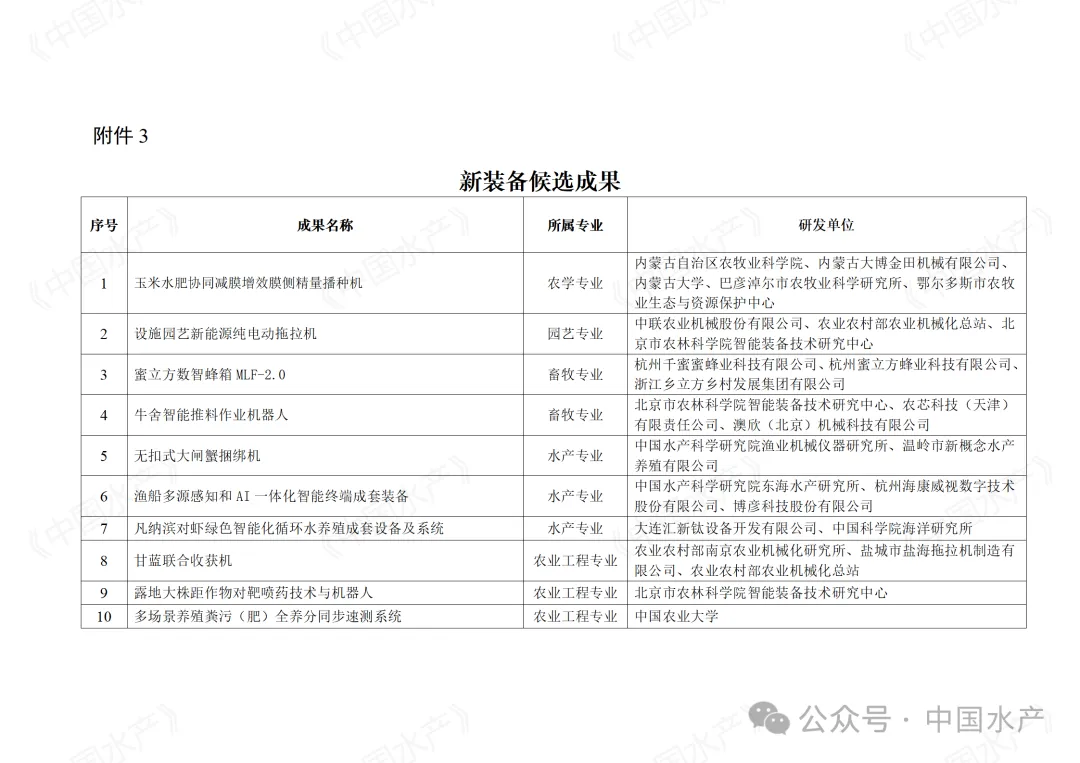 附件 3
新装备候选成果
序号 成果名称 所属专业 研发单位
1 玉米水肥协同减膜增效膜侧精量播种机 农学专业 内蒙古自治区农牧业科学院、内蒙古大博金田机械有限公司、
内蒙古大学、巴彦淖尔市农牧业科学研究所、鄂尔多斯市农牧
业生态与资源保护中心
2 设施园艺新能源纯电动拖拉机 园艺专业 中联农业机械股份有限公司、农业农村部农业机械化总站、北
京市农林科学院智能装备技术研究中心
3 蜜立方数智蜂箱 MLF-2.0 畜牧专业 杭州千蜜蜜蜂业科技有限公司、杭州蜜立方蜂业科技有限公司、
浙江乡立方乡村发展集团有限公司
4 牛舍智能推料作业机器人 畜牧专业 北京市农林科学院智能装备技术研究中心、农芯科技（天津）
有限责任公司、澳欣（北京）机械科技有限公司
5 无扣式大闸蟹捆绑机 水产专业 中国水产科学研究院渔业机械仪器研究所、温岭市新概念水产
养殖有限公司
6 渔船多源感知和 AI 一体化智能终端成套装备 水产专业 中国水产科学研究院东海水产研究所、杭州海康威视数字技术
股份有限公司、博彦科技股份有限公司
7 凡纳滨对虾绿色智能化循环水养殖成套设备及系统 水产专业 大连汇新钛设备开发有限公司、中国科学院海洋研究所
8 甘蓝联合收获机 农业工程专业 农业农村部南京农业机械化研究所、盐城市盐海拖拉机制造有
限公司、农业农村部农业机械化总站
9 露地大株距作物对靶喷药技术与机器人 农业工程专业 北京市农林科学院智能装备技术研究中心
10 多场景养殖粪污（肥）全养分同步速测系统 农业工程专业 中国农业大学
公众号 · 中国水产